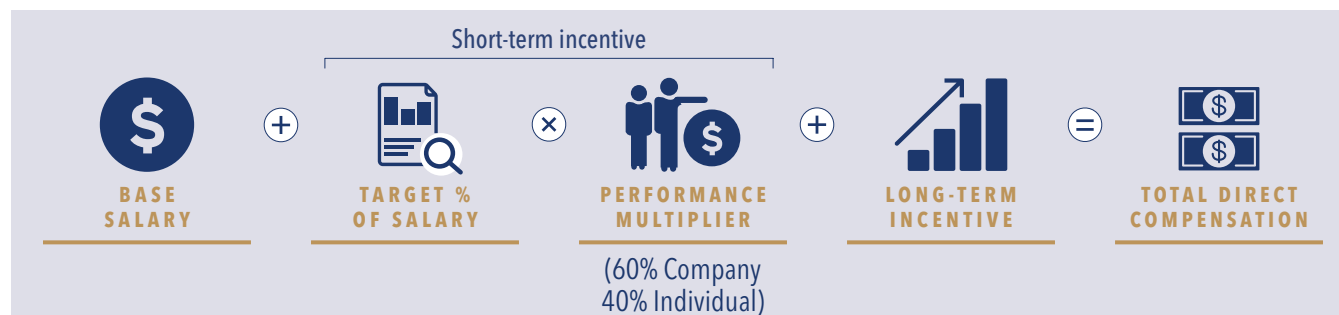 Short-term incentive
$
+
×
$
+
$
=
$
BASE
SALARY
TARGET %
OF SALARY
PERFORMANCE
MULTIPLIER
LONG-TERM
INCENTIVE
TOTAL DIRECT
COMPENSATION
(60% Company
40% Individual)